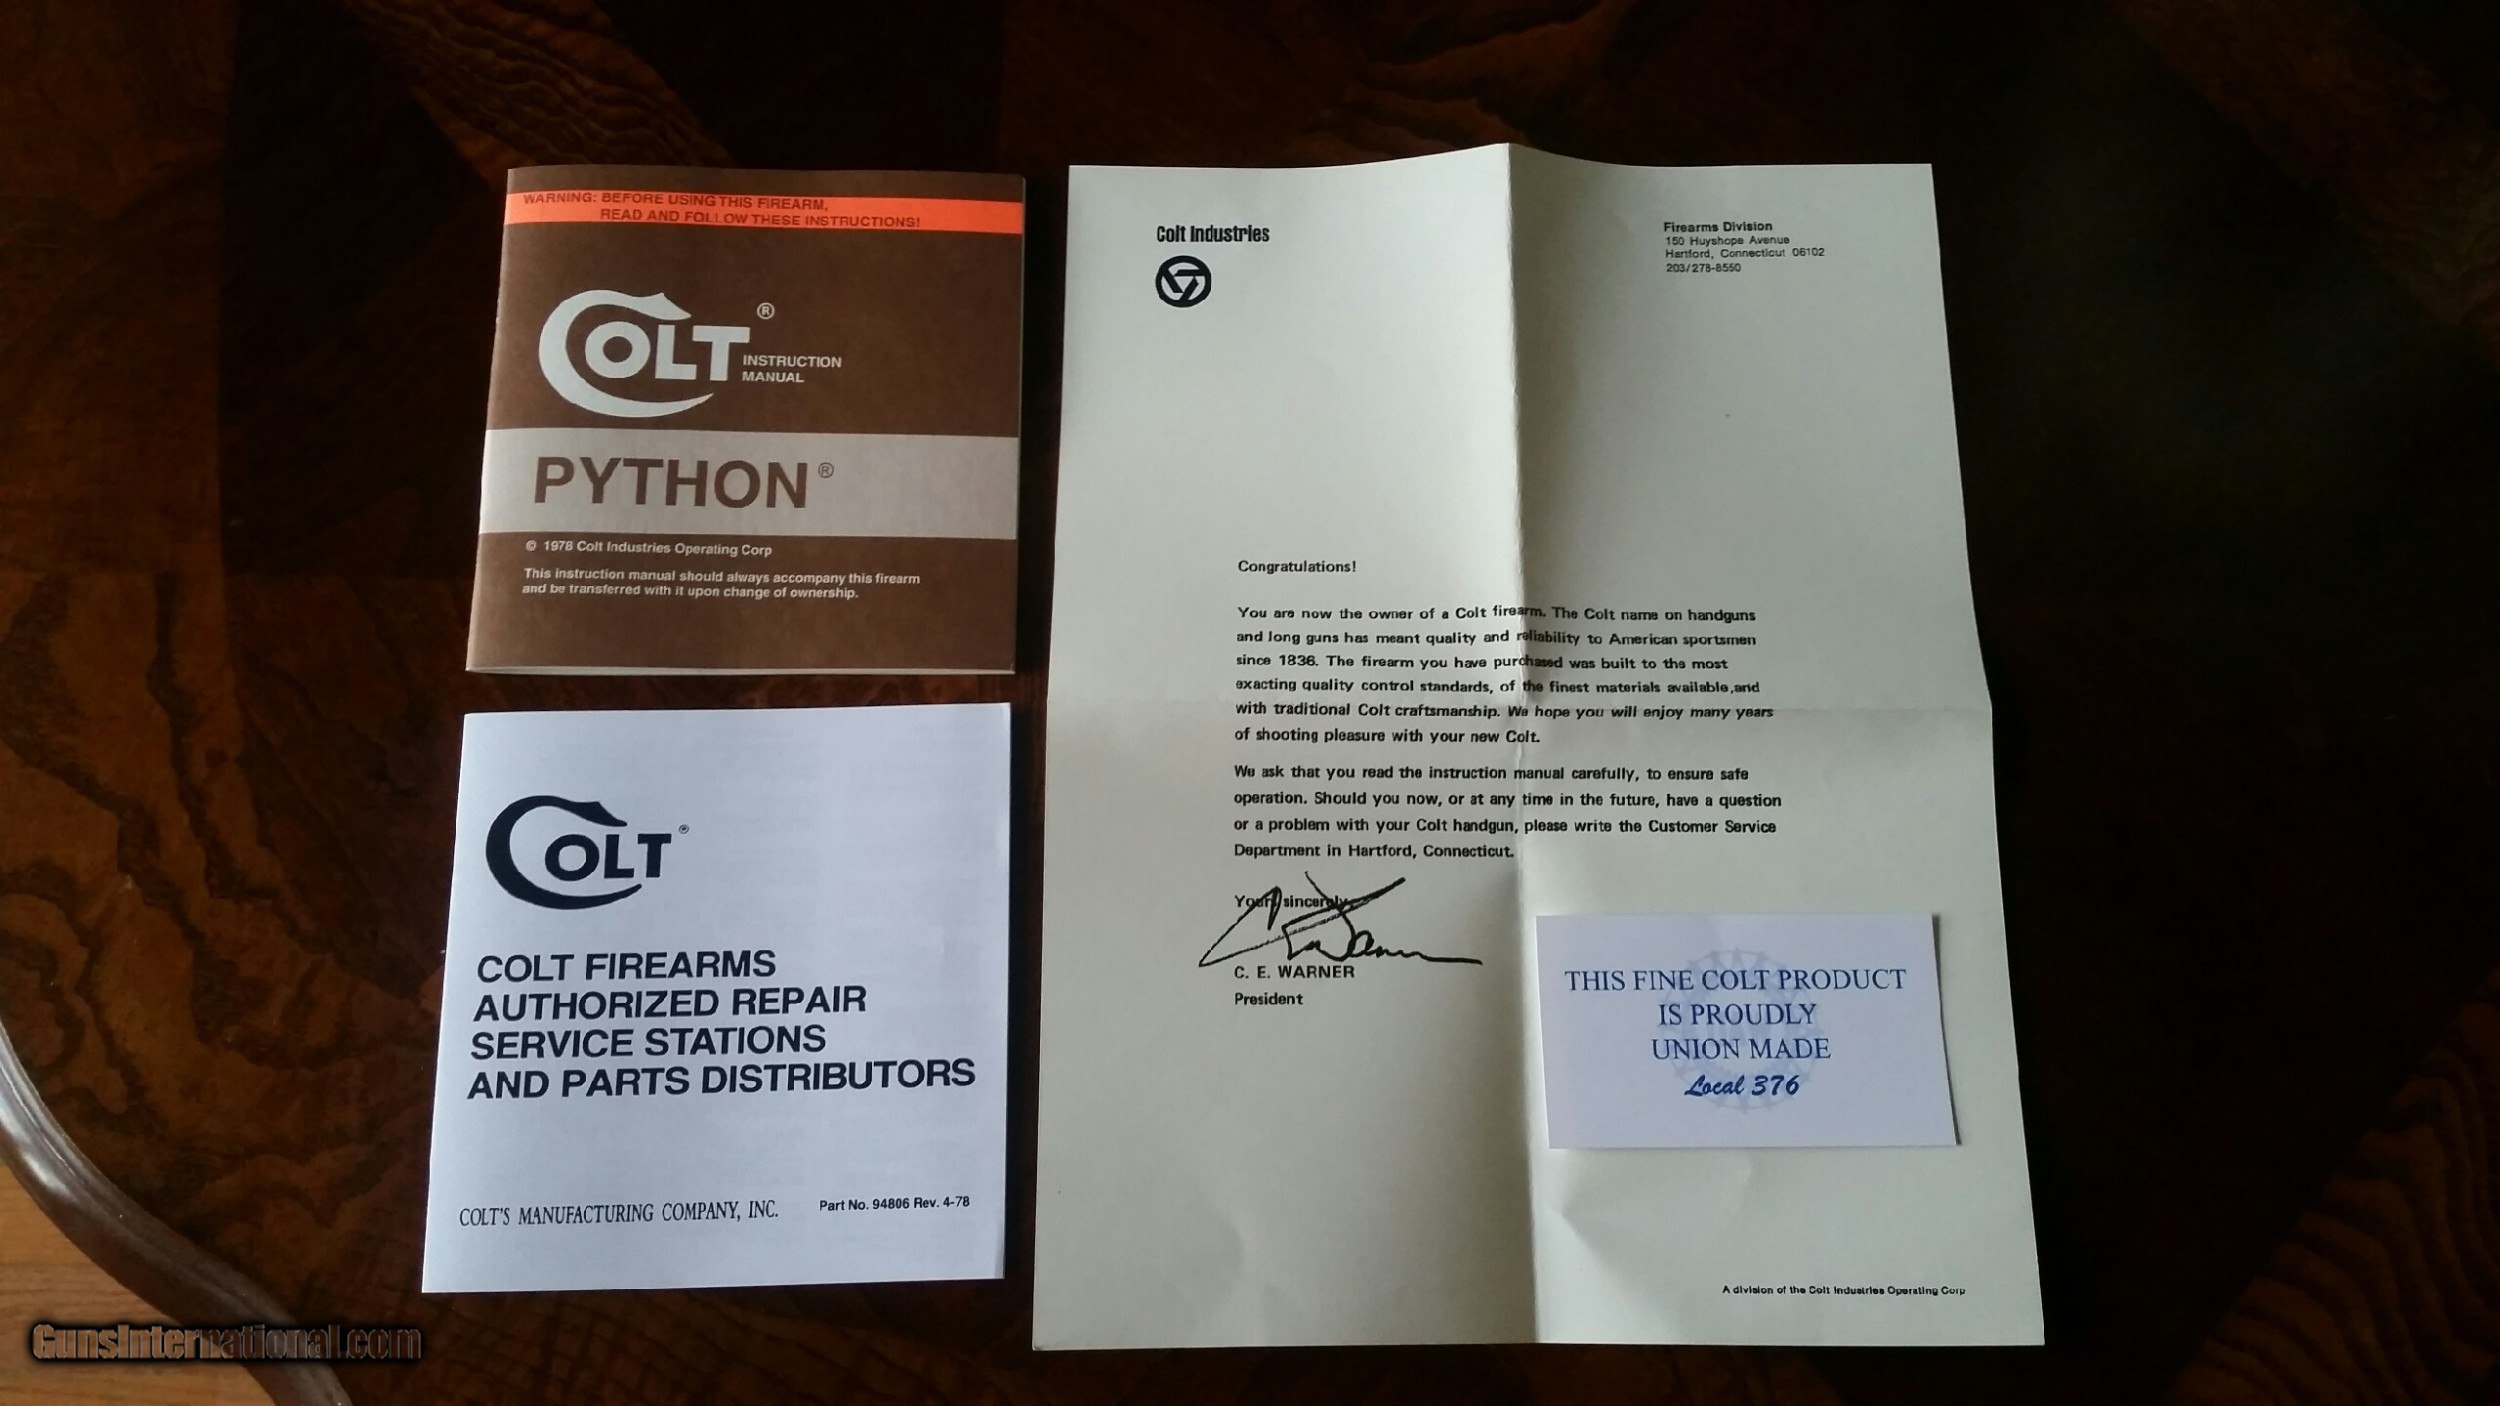 WARNING: BEFORE USING THIS FIREARM,
READ AND FOLLOW THESE INSTRUCTIONS!
COLT®
INSTRUCTION
MANUAL
PYTHON®
© 1978 Colt Industries Operating Corp
This instruction manual should always accompany this firearm
and be transferred with it upon change of ownership.
COLT®
COLT FIREARMS
AUTHORIZED REPAIR
SERVICE STATIONS
AND PARTS DISTRIBUTORS
COLT'S MANUFACTURING COMPANY, INC.
Part No. 94806 Rev. 4-78
Colt Industries
Firearms Division
150 Huyshope Avenue
Hartford, Connecticut 06102
203/278-8550
Congratulations!
You are now the owner of a Colt firearm. The Colt name on handguns
and long guns has meant quality and reliability to American sportsmen
since 1836. The firearm you have purchased was built to the most
exacting quality control standards, of the finest materials available,and
with traditional Colt craftsmanship. We hope you will enjoy many years
of shooting pleasure with your new Colt.
We ask that you read the instruction manual carefully, to ensure safe
operation. Should you now, or at any time in the future, have a question
or a problem with your Colt handgun, please write the Customer Service
Department in Hartford, Connecticut.
Yours sincerely,
C E Warner
C. E. WARNER
President
THIS FINE COLT PRODUCT
IS PROUDLY
UNION MADE
Local 376
A division of the Colt Industries Operating Corp
GunsInternational.com